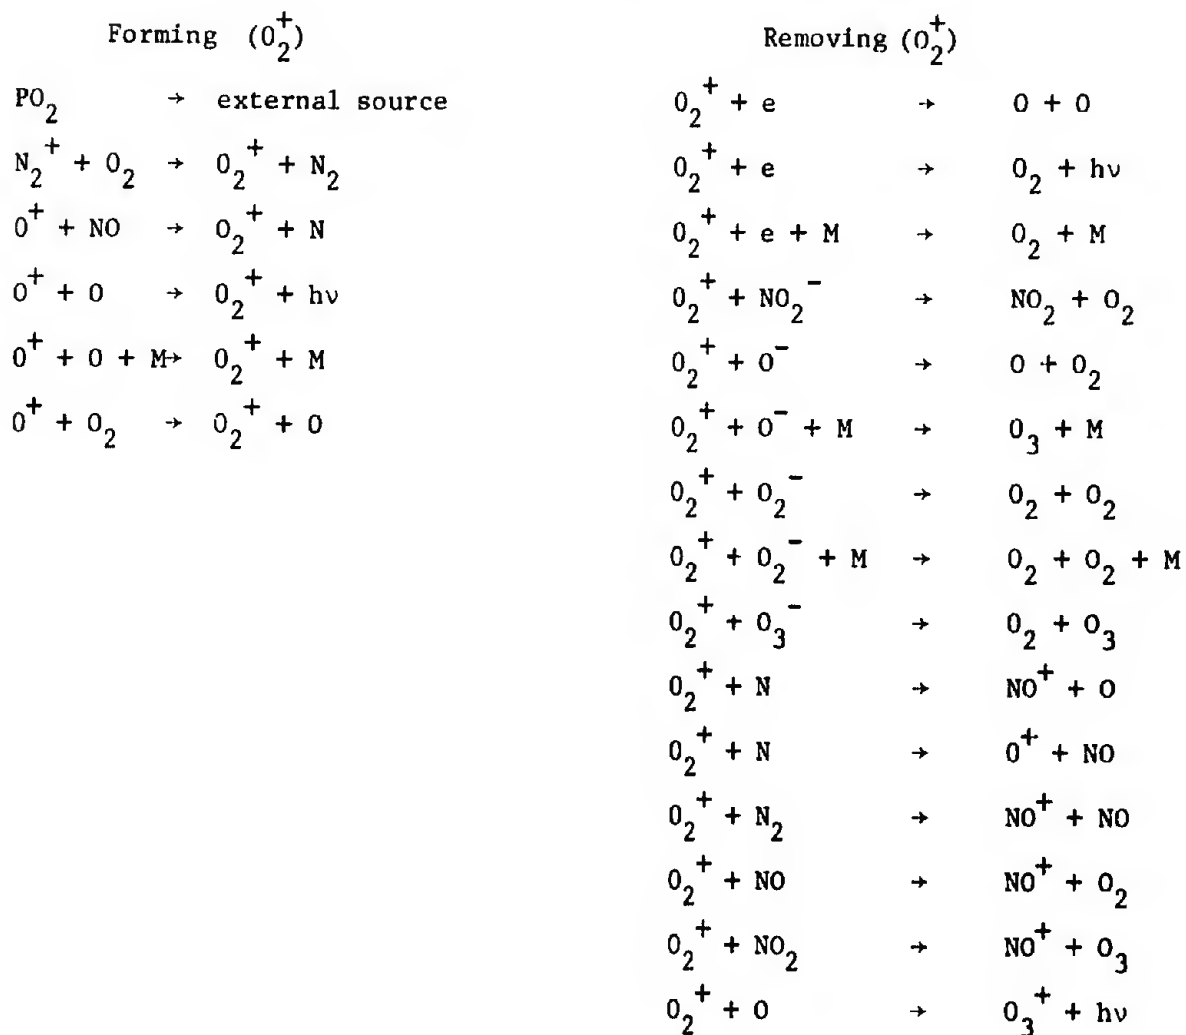 Forming (O₂⁺)
PO₂ → external source
N₂⁺ + O₂ → O₂⁺ + N₂
O⁺ + NO → O₂⁺ + N
O⁺ + O → O₂⁺ + hν
O⁺ + O + M→ O₂⁺ + M
O⁺ + O₂ → O₂⁺ + O
Removing (O₂⁺)
O₂⁺ + e → O + O
O₂⁺ + e → O₂ + hν
O₂⁺ + e + M → O₂ + M
O₂⁺ + NO₂⁻ → NO₂ + O₂
O₂⁺ + O⁻ → O + O₂
O₂⁺ + O⁻ + M → O₃ + M
O₂⁺ + O₂⁻ → O₂ + O₂
O₂⁺ + O₂⁻ + M → O₂ + O₂ + M
O₂⁺ + O₃⁻ → O₂ + O₃
O₂⁺ + N → NO⁺ + O
O₂⁺ + N → O⁺ + NO
O₂⁺ + N₂ → NO⁺ + NO
O₂⁺ + NO → NO⁺ + O₂
O₂⁺ + NO₂ → NO⁺ + O₃
O₂⁺ + O → O₃⁺ + hν